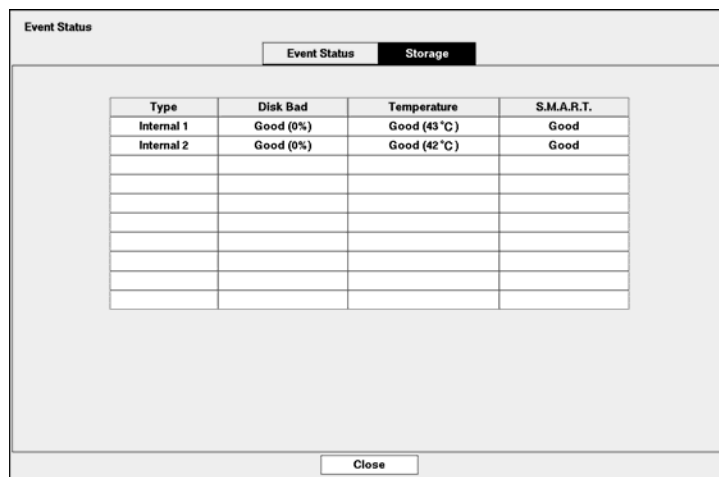 Event Status
Event Status Storage
Type Disk Bad Temperature S.M.A.R.T.
Internal 1 Good (0%) Good (43°C) Good
Internal 2 Good (0%) Good (42°C) Good
Close